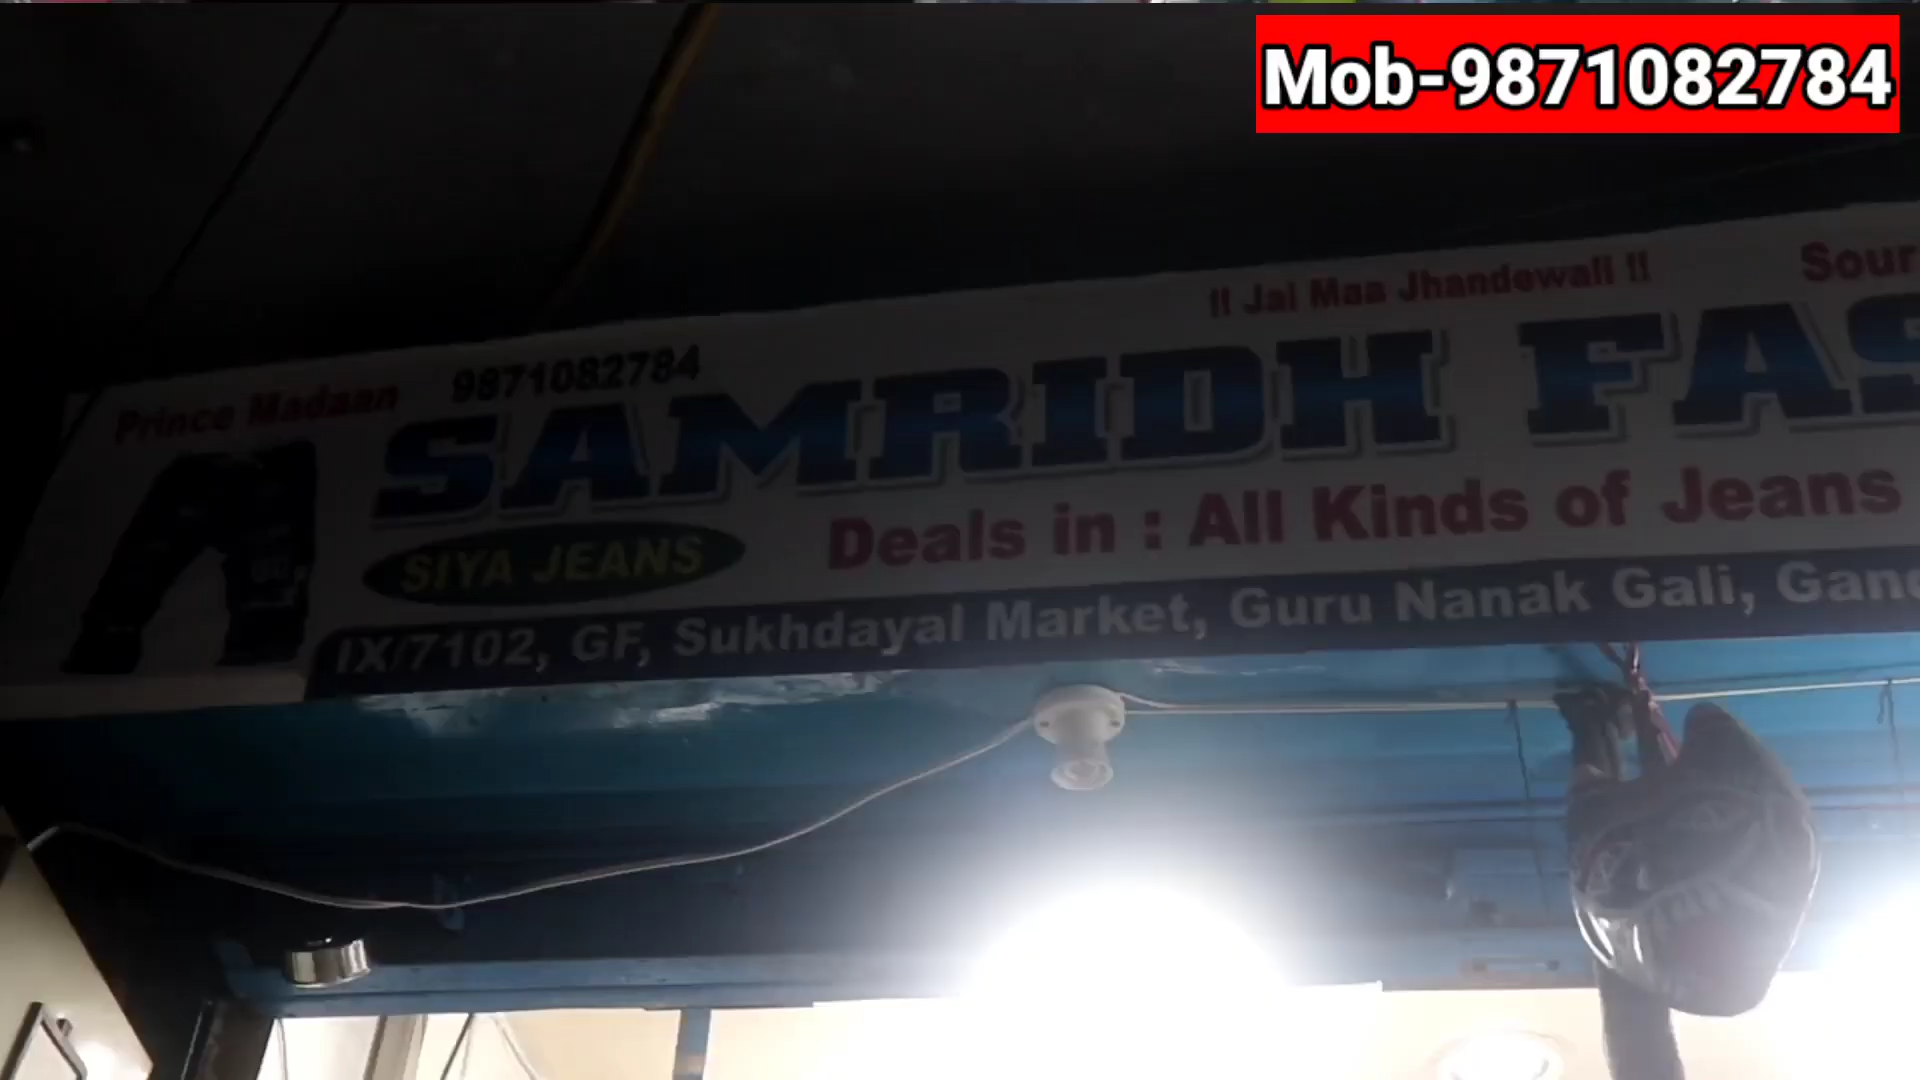 Mob-9871082784
!! Jai Maa Jhandewali !!
Sour
Prince Madaan 9871082784
SAMRIDH FAS
SIYA JEANS
Deals in : All Kinds of Jeans
IX/7102, GF, Sukhdayal Market, Guru Nanak Gali, Gand